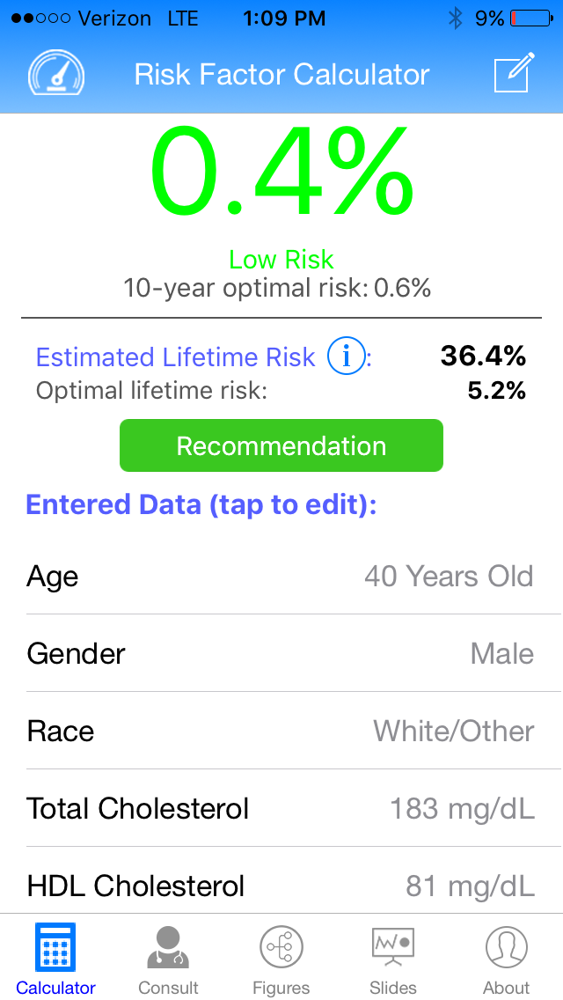 Verizon LTE 1:09 PM 9%
Risk Factor Calculator
0.4%
Low Risk
10-year optimal risk: 0.6%
Estimated Lifetime Risk i: 36.4%
Optimal lifetime risk: 5.2%
Recommendation
Entered Data (tap to edit):
Age 40 Years Old
Gender Male
Race White/Other
Total Cholesterol 183 mg/dL
HDL Cholesterol 81 mg/dL
Calculator Consult Figures Slides About